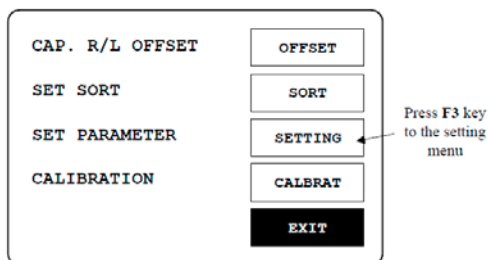 CAP. R/L OFFSET OFFSET
SET SORT SORT
SET PARAMETER SETTING
Press F3 key
to the setting
menu
CALIBRATION CALBRAT
EXIT